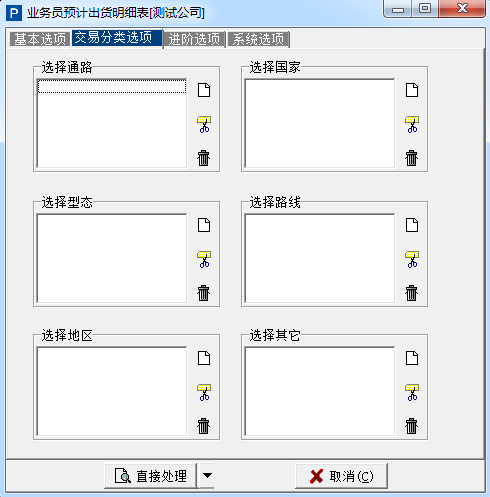 P 业务员预计出货明细表[测试公司]
基本选项 交易分类选项 进阶选项 系统选项
选择通路 选择国家
选择型态 选择路线
选择地区 选择其它
直接处理 取消(C)